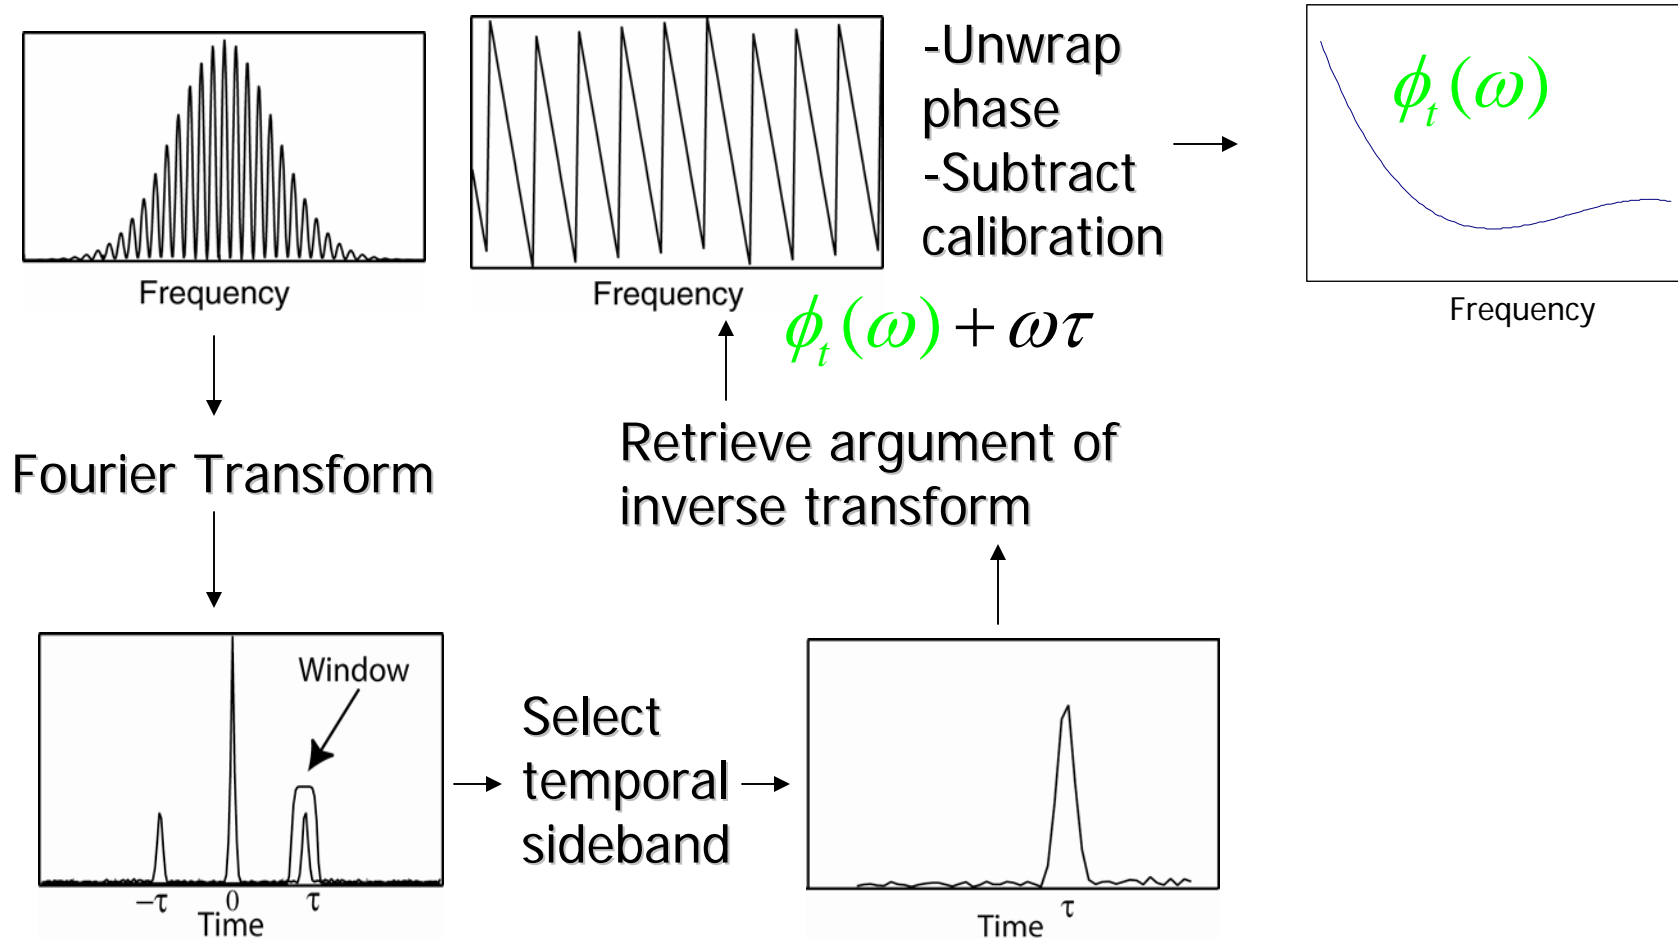 Frequency
Fourier Transform
Window
−τ 0 τ
Time
Select
temporal
sideband
τ
Time
Retrieve argument of
inverse transform
ϕt(ω) + ωτ
Frequency
-Unwrap
phase
-Subtract
calibration
ϕt(ω)
Frequency